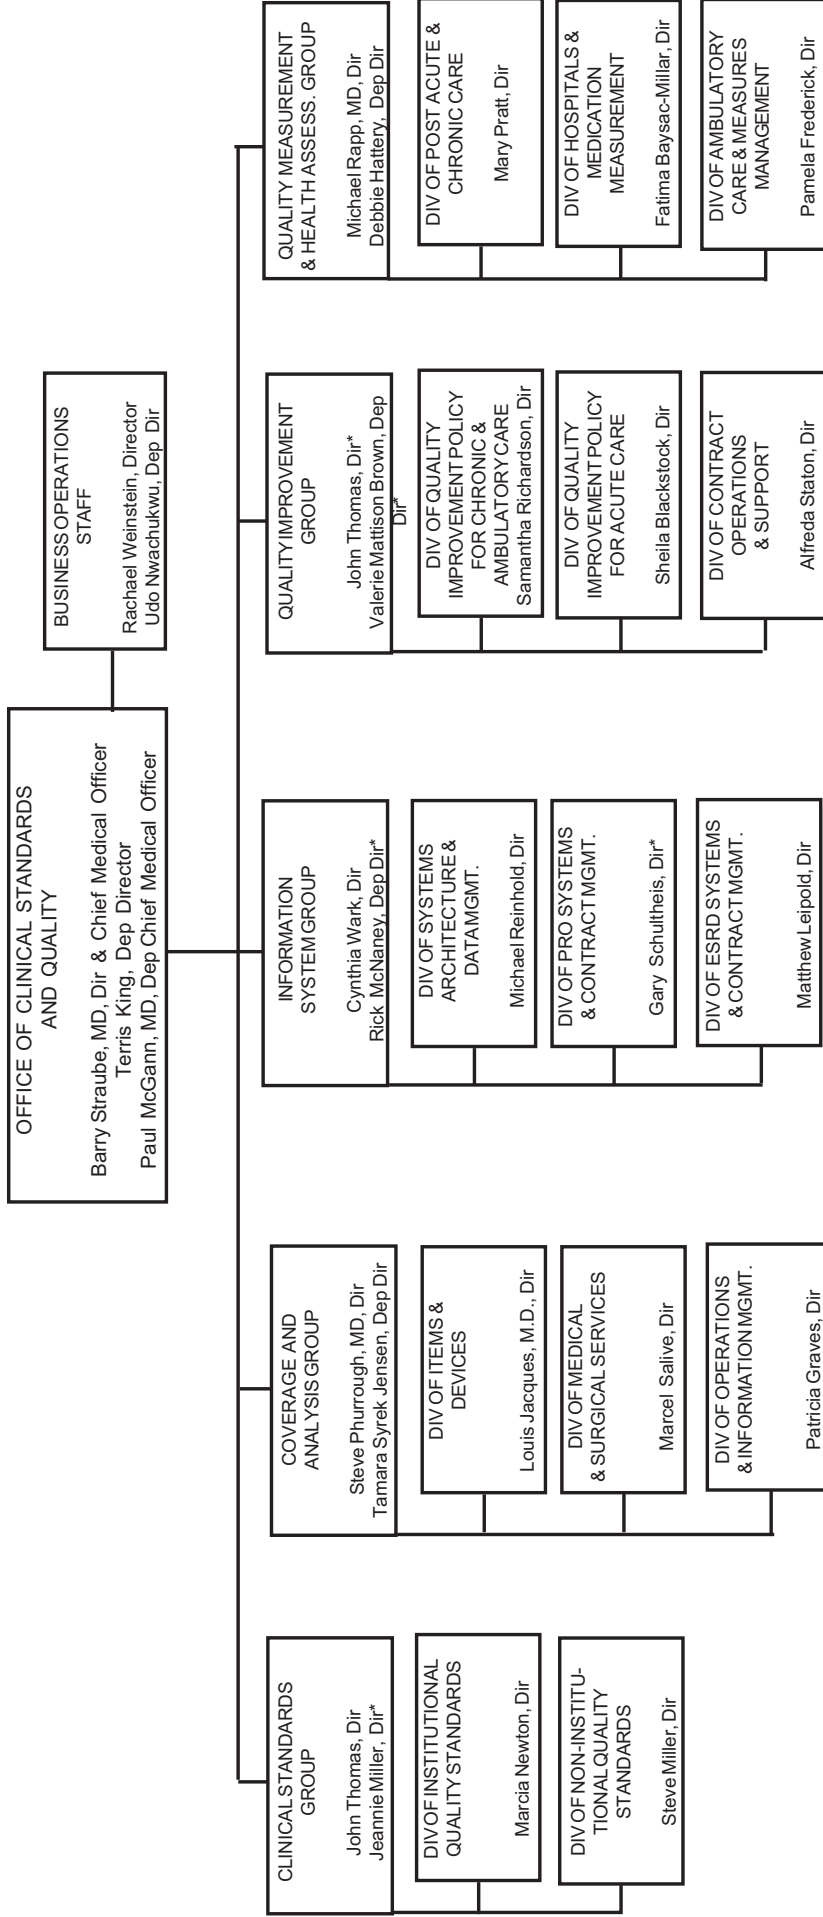 OFFICE OF CLINICAL STANDARDS
AND QUALITY
Barry Straube, MD, Dir & Chief Medical Officer
Terris King, Dep Director
Paul McGann, MD, Dep Chief Medical Officer
BUSINESS OPERATIONS
STAFF
Rachael Weinstein, Director
Udo Nwachukwu, Dep Dir
CLINICAL STANDARDS
GROUP
John Thomas, Dir
Jeannie Miller, Dir*
DIV OF INSTITUTIONAL
QUALITY STANDARDS
Marcia Newton, Dir
DIV OF NON-INSTITU-
TIONAL QUALITY
STANDARDS
Steve Miller, Dir
COVERAGE AND
ANALYSIS GROUP
Steve Phurrough, MD, Dir
Tamara Syrek Jensen, Dep Dir
DIV OF ITEMS &
DEVICES
Louis Jacques, M.D., Dir
DIV OF MEDICAL
& SURGICAL SERVICES
Marcel Salive, Dir
DIV OF OPERATIONS
& INFORMATION MGMT.
Patricia Graves, Dir
INFORMATION
SYSTEM GROUP
Cynthia Wark, Dir
Rick McNaney, Dep Dir*
DIV OF SYSTEMS
ARCHITECTURE &
DATA MGMT.
Michael Reinhold, Dir
DIV OF PRO SYSTEMS
& CONTRACT MGMT.
Gary Schultheis, Dir*
DIV OF ESRD SYSTEMS
& CONTRACT MGMT.
Matthew Leipold, Dir
QUALITY IMPROVEMENT
GROUP
John Thomas, Dir*
Valerie Mattison Brown, Dep
Dir*
DIV OF QUALITY
IMPROVEMENT POLICY
FOR CHRONIC &
AMBULATORY CARE
Samantha Richardson, Dir
DIV OF QUALITY
IMPROVEMENT POLICY
FOR ACUTE CARE
Sheila Blackstock, Dir
DIV OF CONTRACT
OPERATIONS
& SUPPORT
Alfreda Staton, Dir
QUALITY MEASUREMENT
& HEALTH ASSESS. GROUP
Michael Rapp, MD, Dir
Debbie Hattery, Dep Dir
DIV OF POST ACUTE &
CHRONIC CARE
Mary Pratt, Dir
DIV OF HOSPITALS &
MEDICATION
MEASUREMENT
Fatima Baysac-Millar, Dir
DIV OF AMBULATORY
CARE & MEASURES
MANAGEMENT
Pamela Frederick, Dir